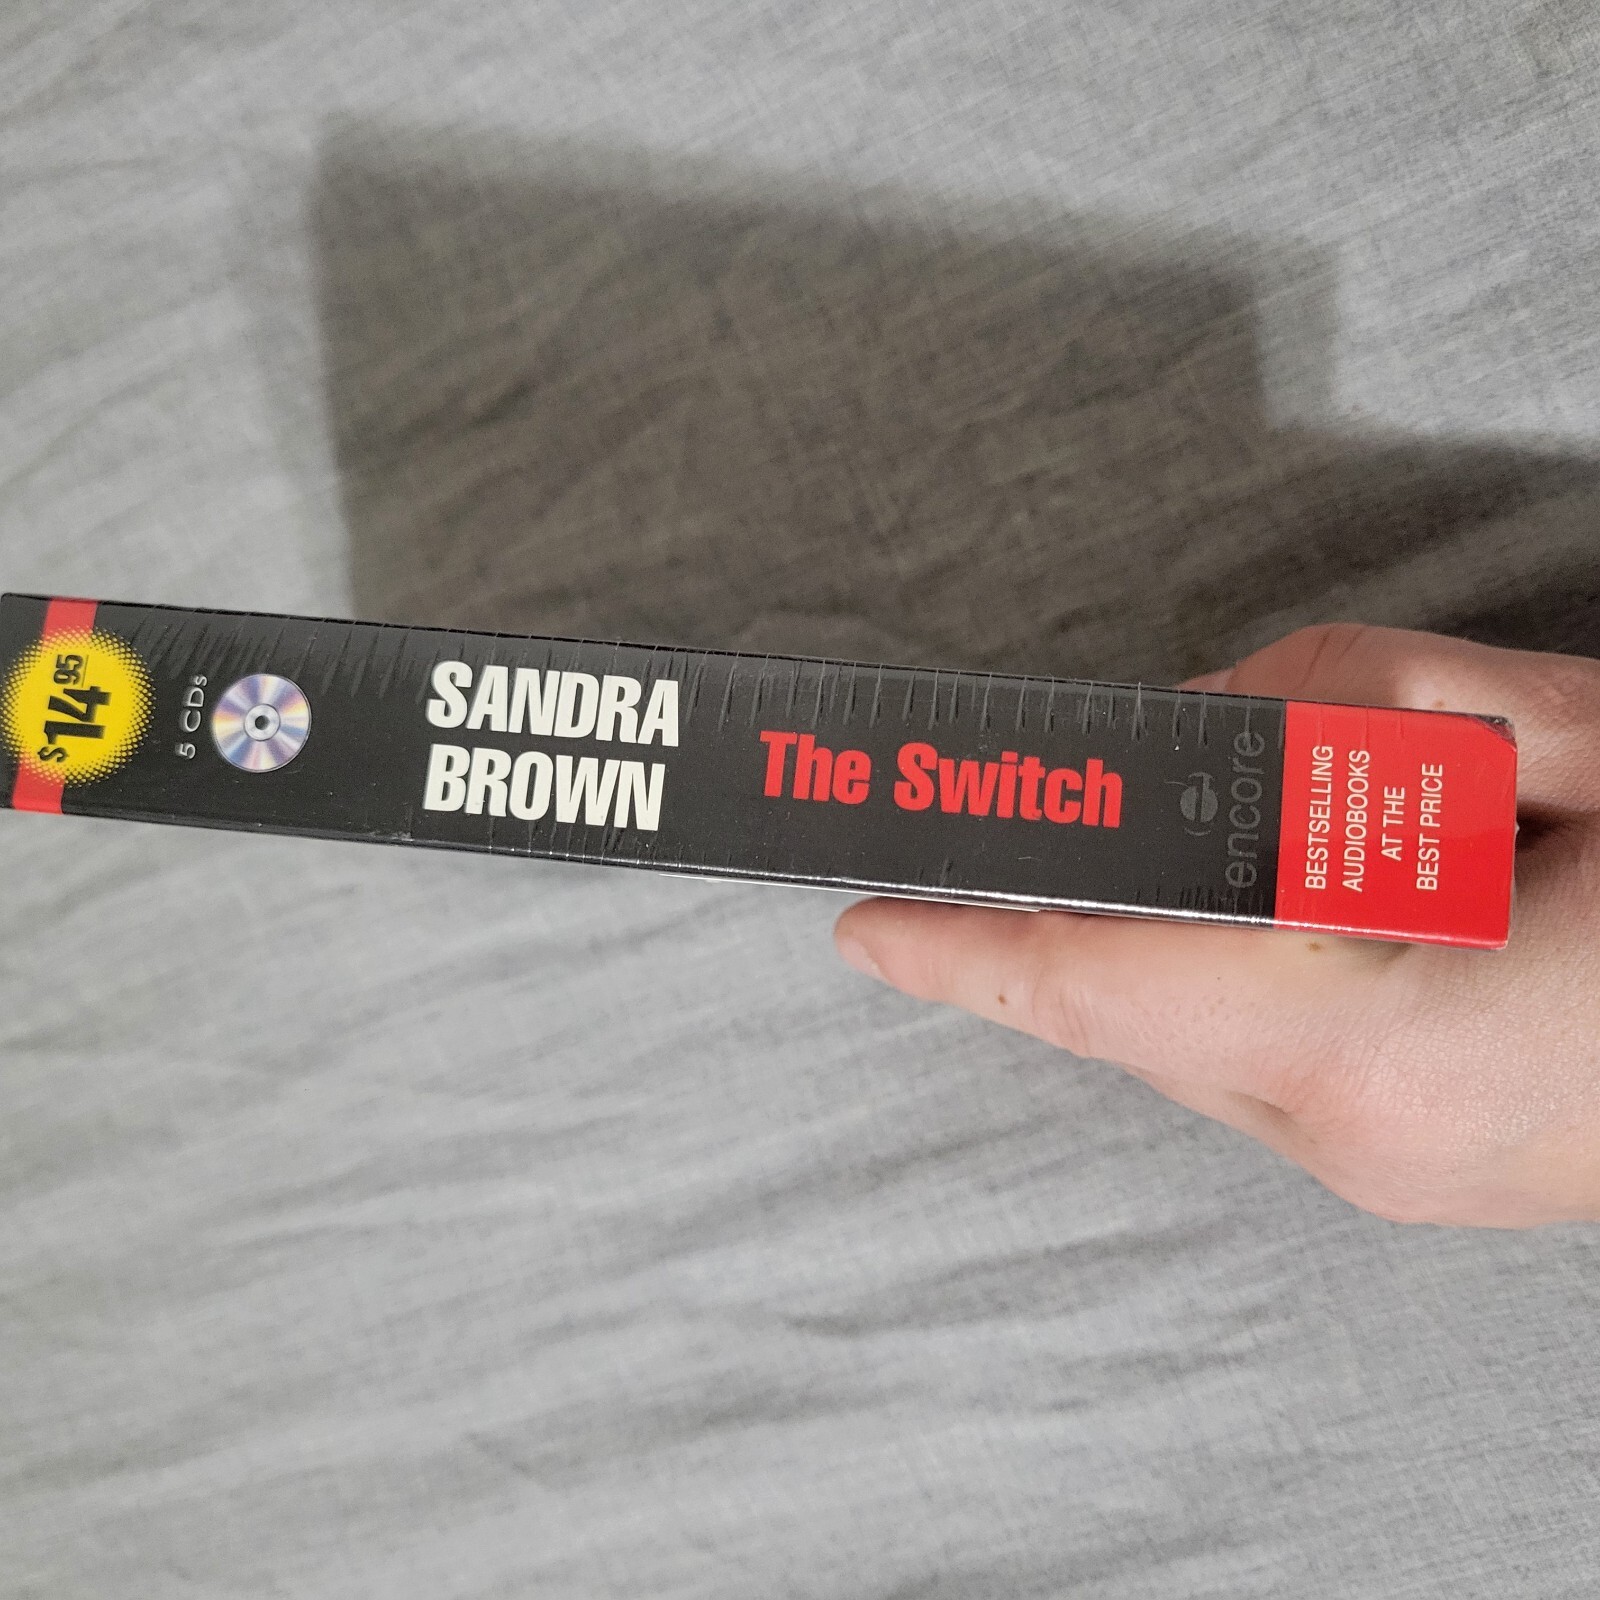 $14.95
5 CDs
SANDRA
BROWN
The Switch
e
encore
BESTSELLING
AUDIOBOOKS
AT THE
BEST PRICE